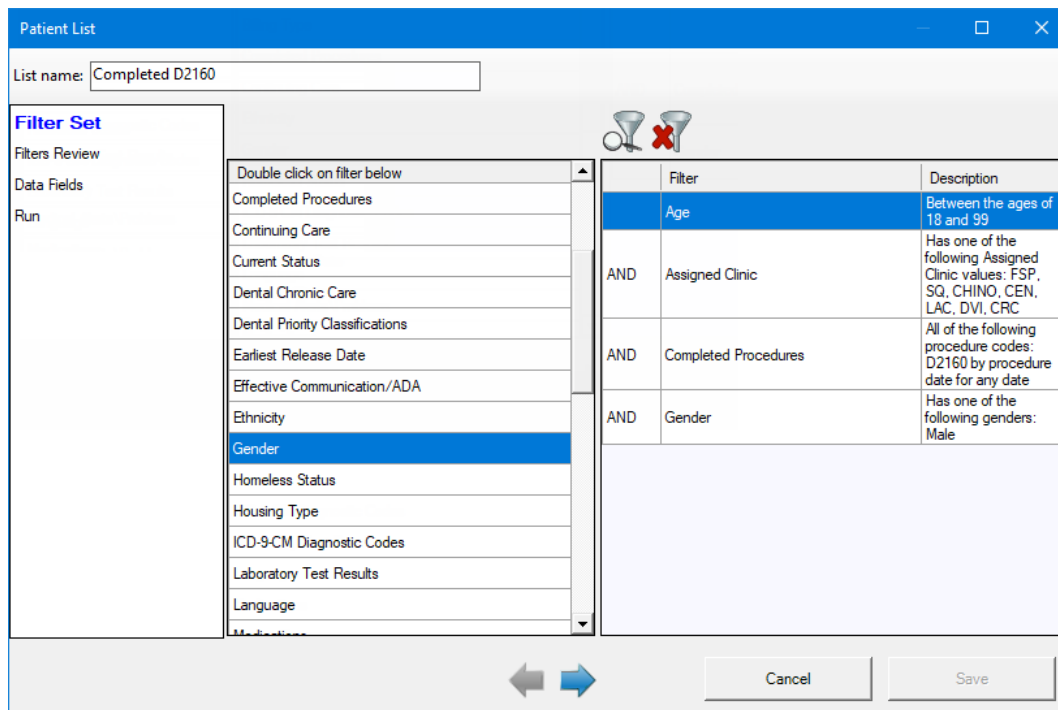 Patient List
List name: Completed D2160
Filter Set
Filters Review
Data Fields
Run
Double click on filter below
Completed Procedures
Continuing Care
Current Status
Dental Chronic Care
Dental Priority Classifications
Earliest Release Date
Effective Communication/ADA
Ethnicity
Gender
Homeless Status
Housing Type
ICD-9-CM Diagnostic Codes
Laboratory Test Results
Language
Filter Description
Age
Between the ages of
18 and 99
AND Assigned Clinic
Has one of the
following Assigned
Clinic values: FSP,
SQ, CHINO, CEN,
LAC, DVI, CRC
AND Completed Procedures
All of the following
procedure codes:
D2160 by procedure
date for any date
AND Gender
Has one of the
following genders:
Male
Cancel
Save